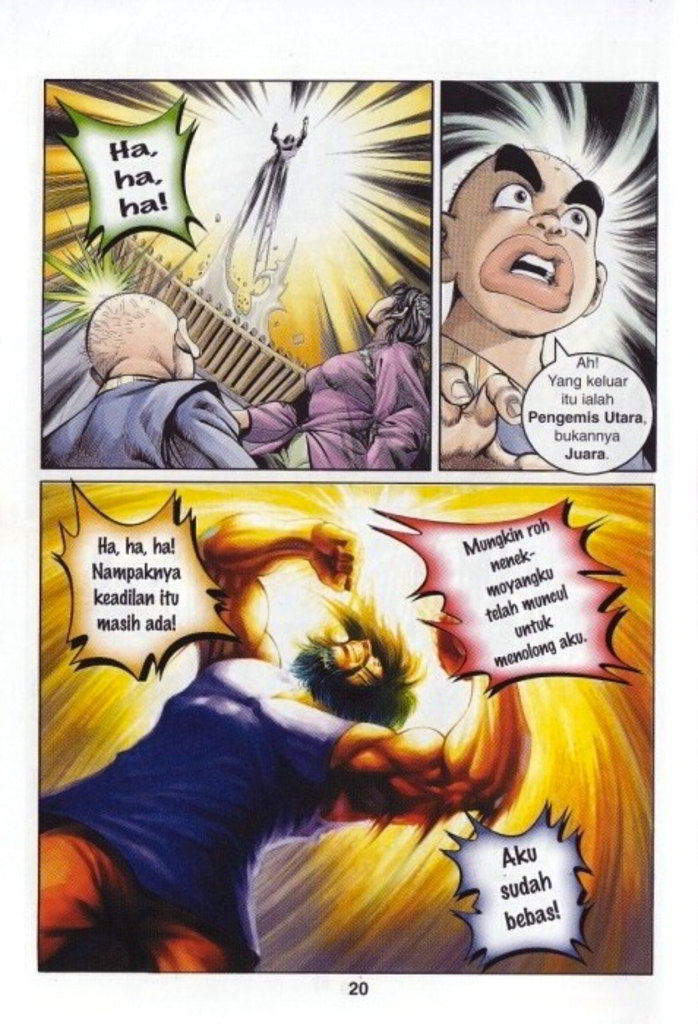 Ha,
ha,
ha!
Ah!
Yang keluar
itu ialah
Pengemis Utara,
bukannya
Juara.
Ha, ha, ha!
Nampaknya
keadilan itu
masih ada!
Mungkin roh
nenek-
moyangku
telah muncul
untuk
menolong aku.
Aku
sudah
bebas!
20